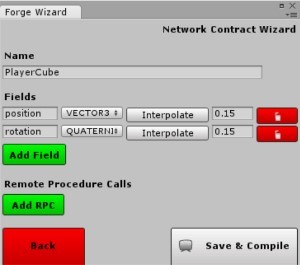 Forge Wizard
Network Contract Wizard
Name
PlayerCube
Fields
position VECTOR3 Interpolate 0.15
rotation QUATERNI Interpolate 0.15
Add Field
Remote Procedure Calls
Add RPC
Back Save & Compile